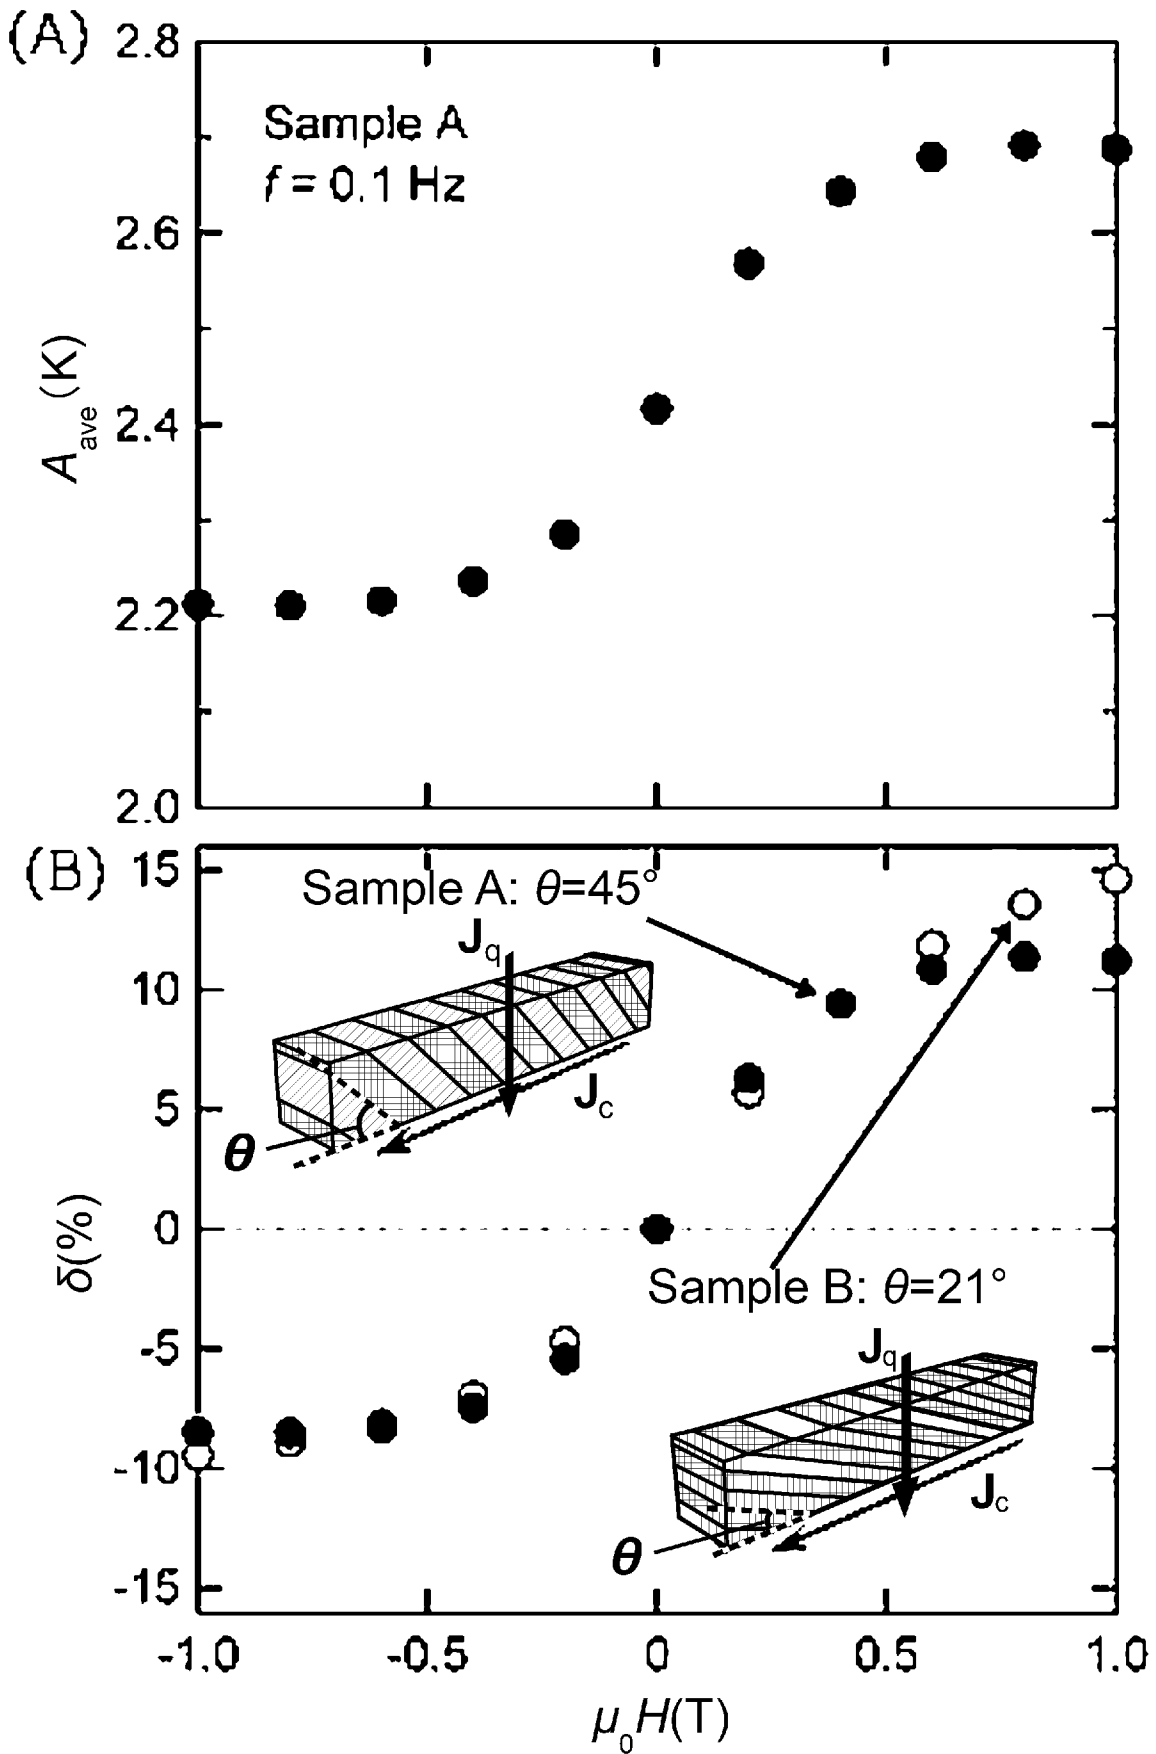 (A)
2.8
Sample A
f = 0.1 Hz
2.6
A_ave (K)
2.4
2.2
2.0
(B)
15
Sample A: θ=45°
J_q
10
J_c
5
θ
0
δ(%)
Sample B: θ=21°
-5
J_q
-10
J_c
θ
-15
-1.0 -0.5 0 0.5 1.0
μ₀H(T)